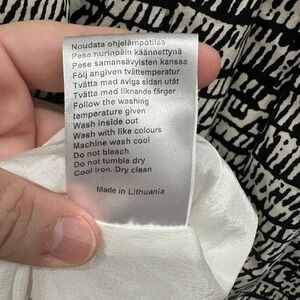 Noudata ohjelämpotilaa
Pese nurinpäin käännettynä
Pese samansävyisten kanssa
Följ angiven tvättemperatur
Tvätta med aviga sidan utåt
Tvätta med liknande färger
Follow the washing
temperature given
Wash inside out
Wash with like colours
Machine wash cool
Do not bleach
Do not tumble dry
Cool iron. Dry clean
Made in Lithuania